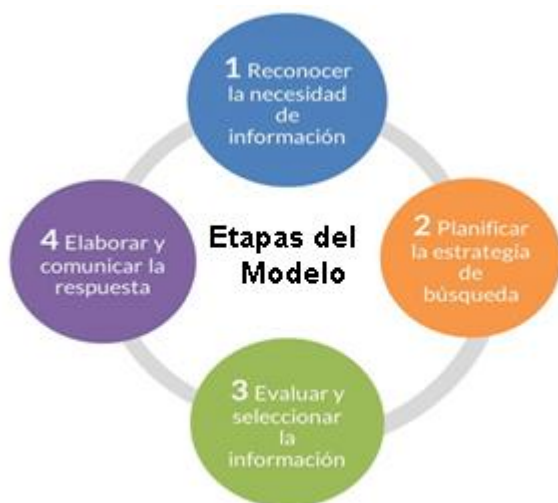 1 Reconocer
la necesidad
de
información
2 Planificar
la estrategia
de
búsqueda
3 Evaluar y
seleccionar
la
información
4 Elaborar y
comunicar la
respuesta
Etapas del
Modelo